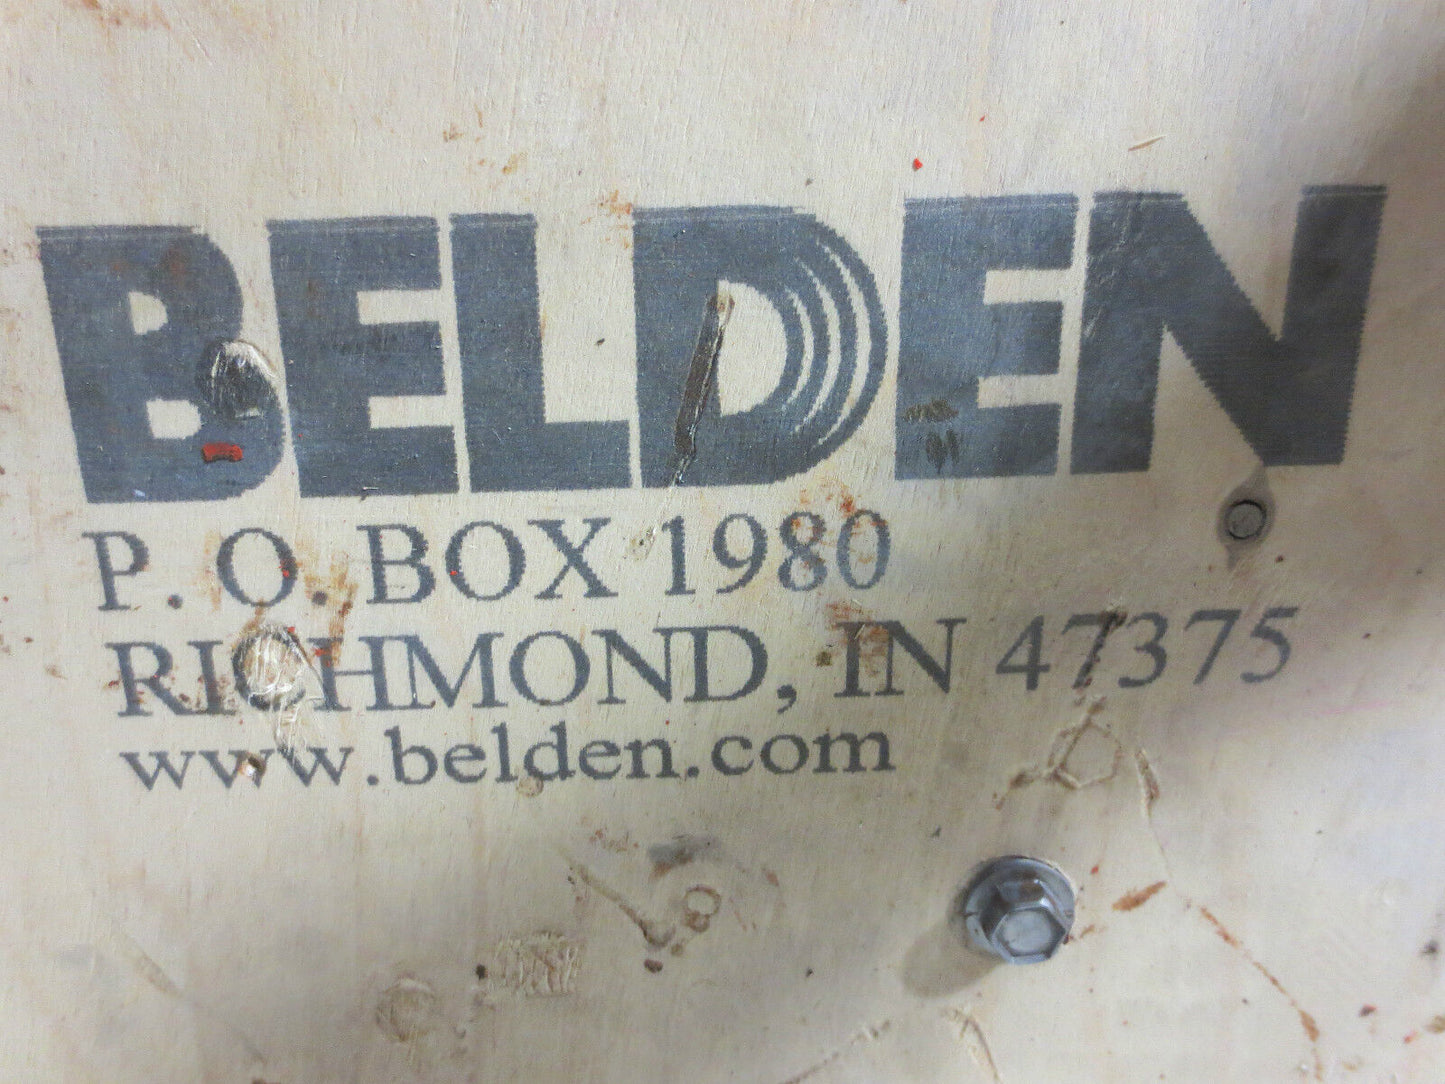 BELDEN
P.O. BOX 1980
RICHMOND, IN 47375
www.belden.com